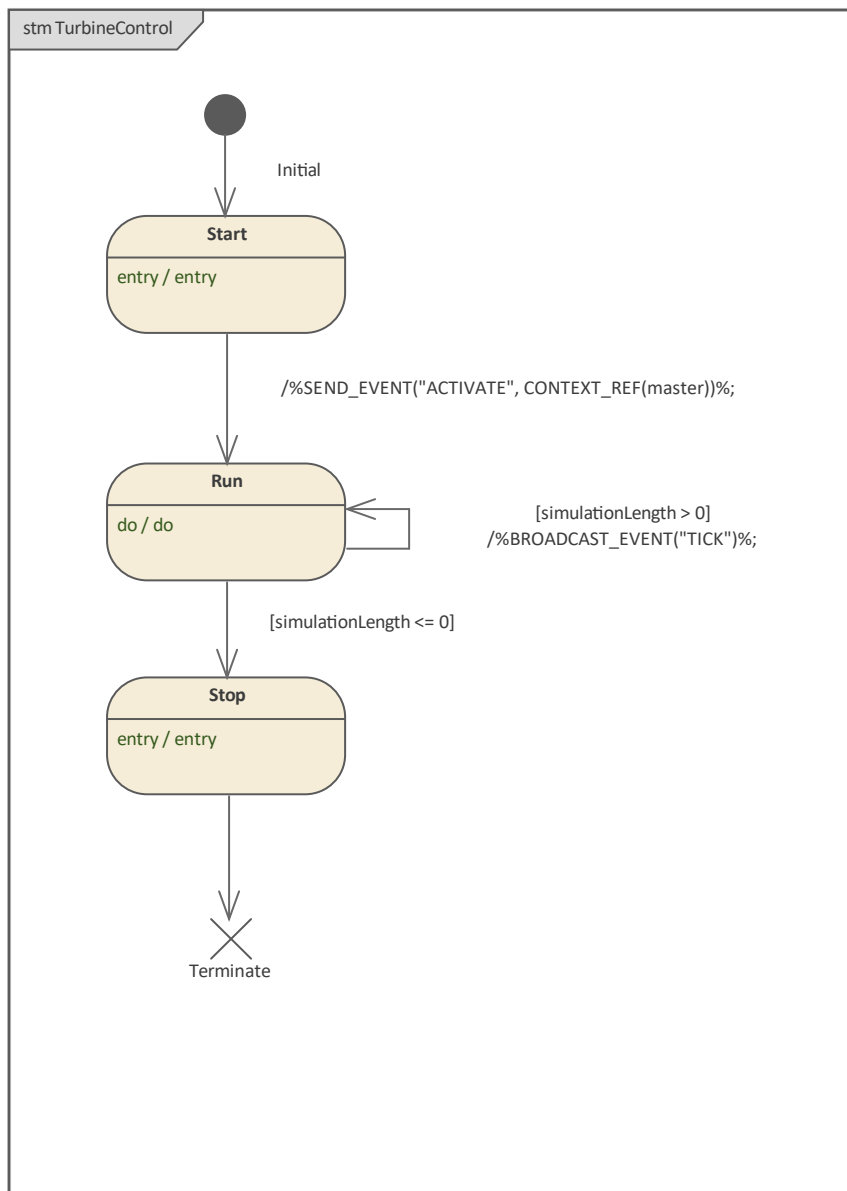 stm TurbineControl
Initial
Start
entry / entry
/%SEND_EVENT("ACTIVATE", CONTEXT_REF(master))%;
Run
do / do
[simulationLength > 0]
/%BROADCAST_EVENT("TICK")%;
[simulationLength <= 0]
Stop
entry / entry
Terminate